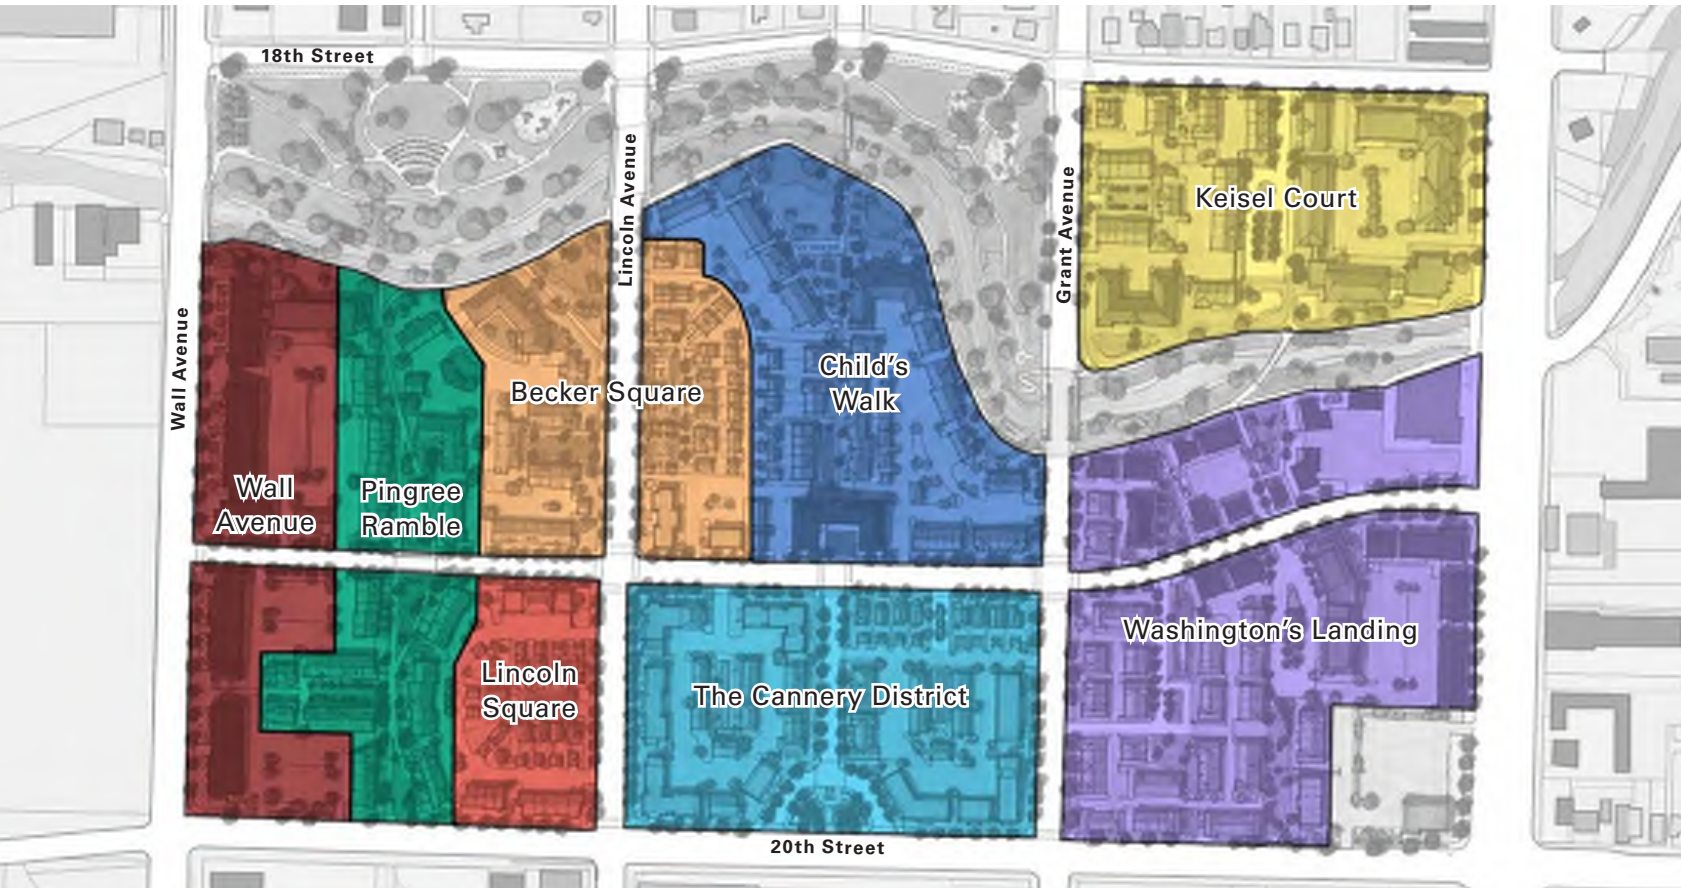 18th Street
Lincoln Avenue
Grant Avenue
Keisel Court
Wall Avenue
Becker Square
Child's
Walk
Wall
Avenue
Pingree
Ramble
Washington's Landing
Lincoln
Square
The Cannery District
20th Street